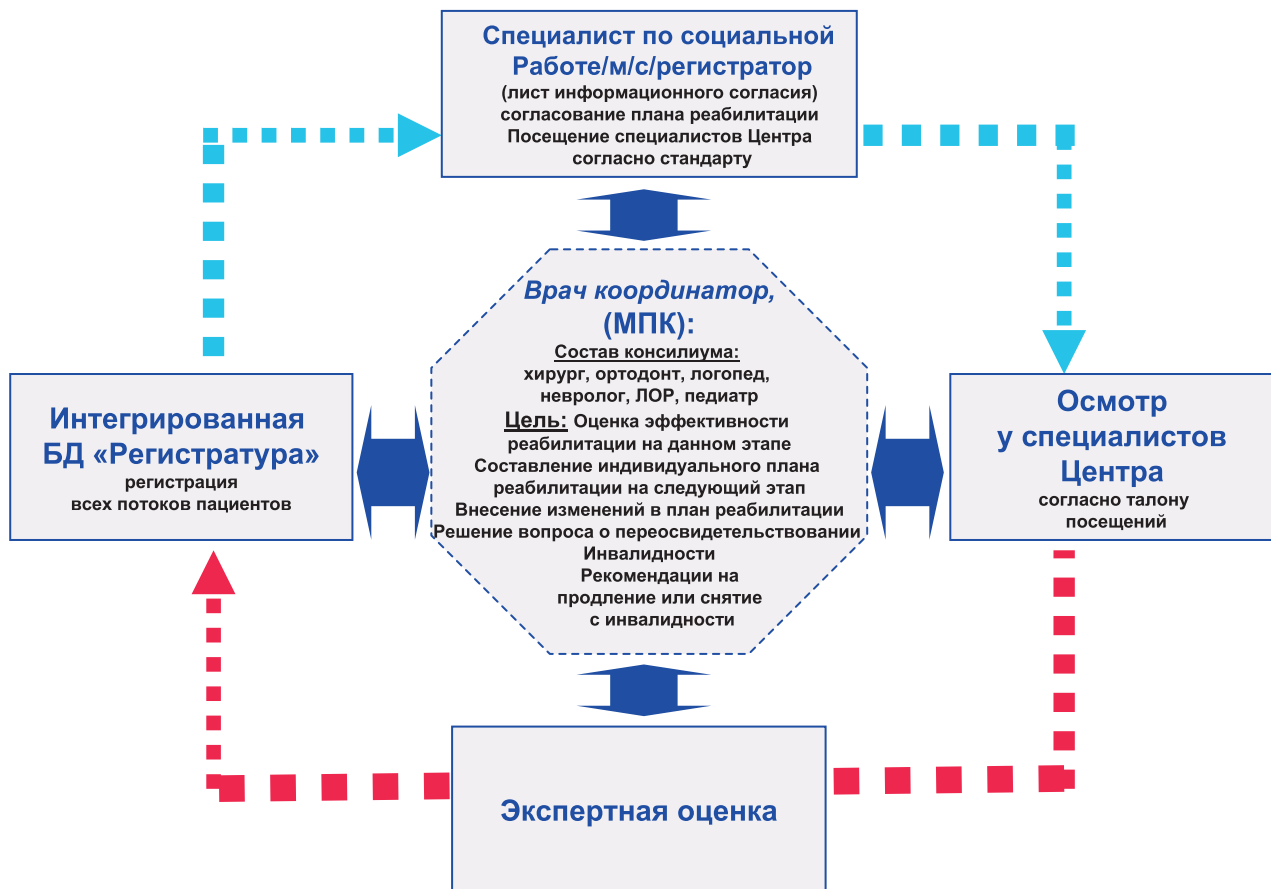 Специалист по социальной
Работе/м/с/регистратор
(лист информационного согласия)
согласование плана реабилитации
Посещение специалистов Центра
согласно стандарту
Врач координатор,
(МПК):
Состав консилиума:
хирург, ортодонт, логопед,
невролог, ЛОР, педиатр
Цель: Оценка эффективности
реабилитации на данном этапе
Составление индивидуального плана
реабилитации на следующий этап
Внесение изменений в план реабилитации
Решение вопроса о переосвидетельствовании
Инвалидности
Рекомендации на
продление или снятие
с инвалидности
Интегрированная
БД «Регистратура»
регистрация
всех потоков пациентов
Осмотр
у специалистов
Центра
согласно талону
посещений
Экспертная оценка